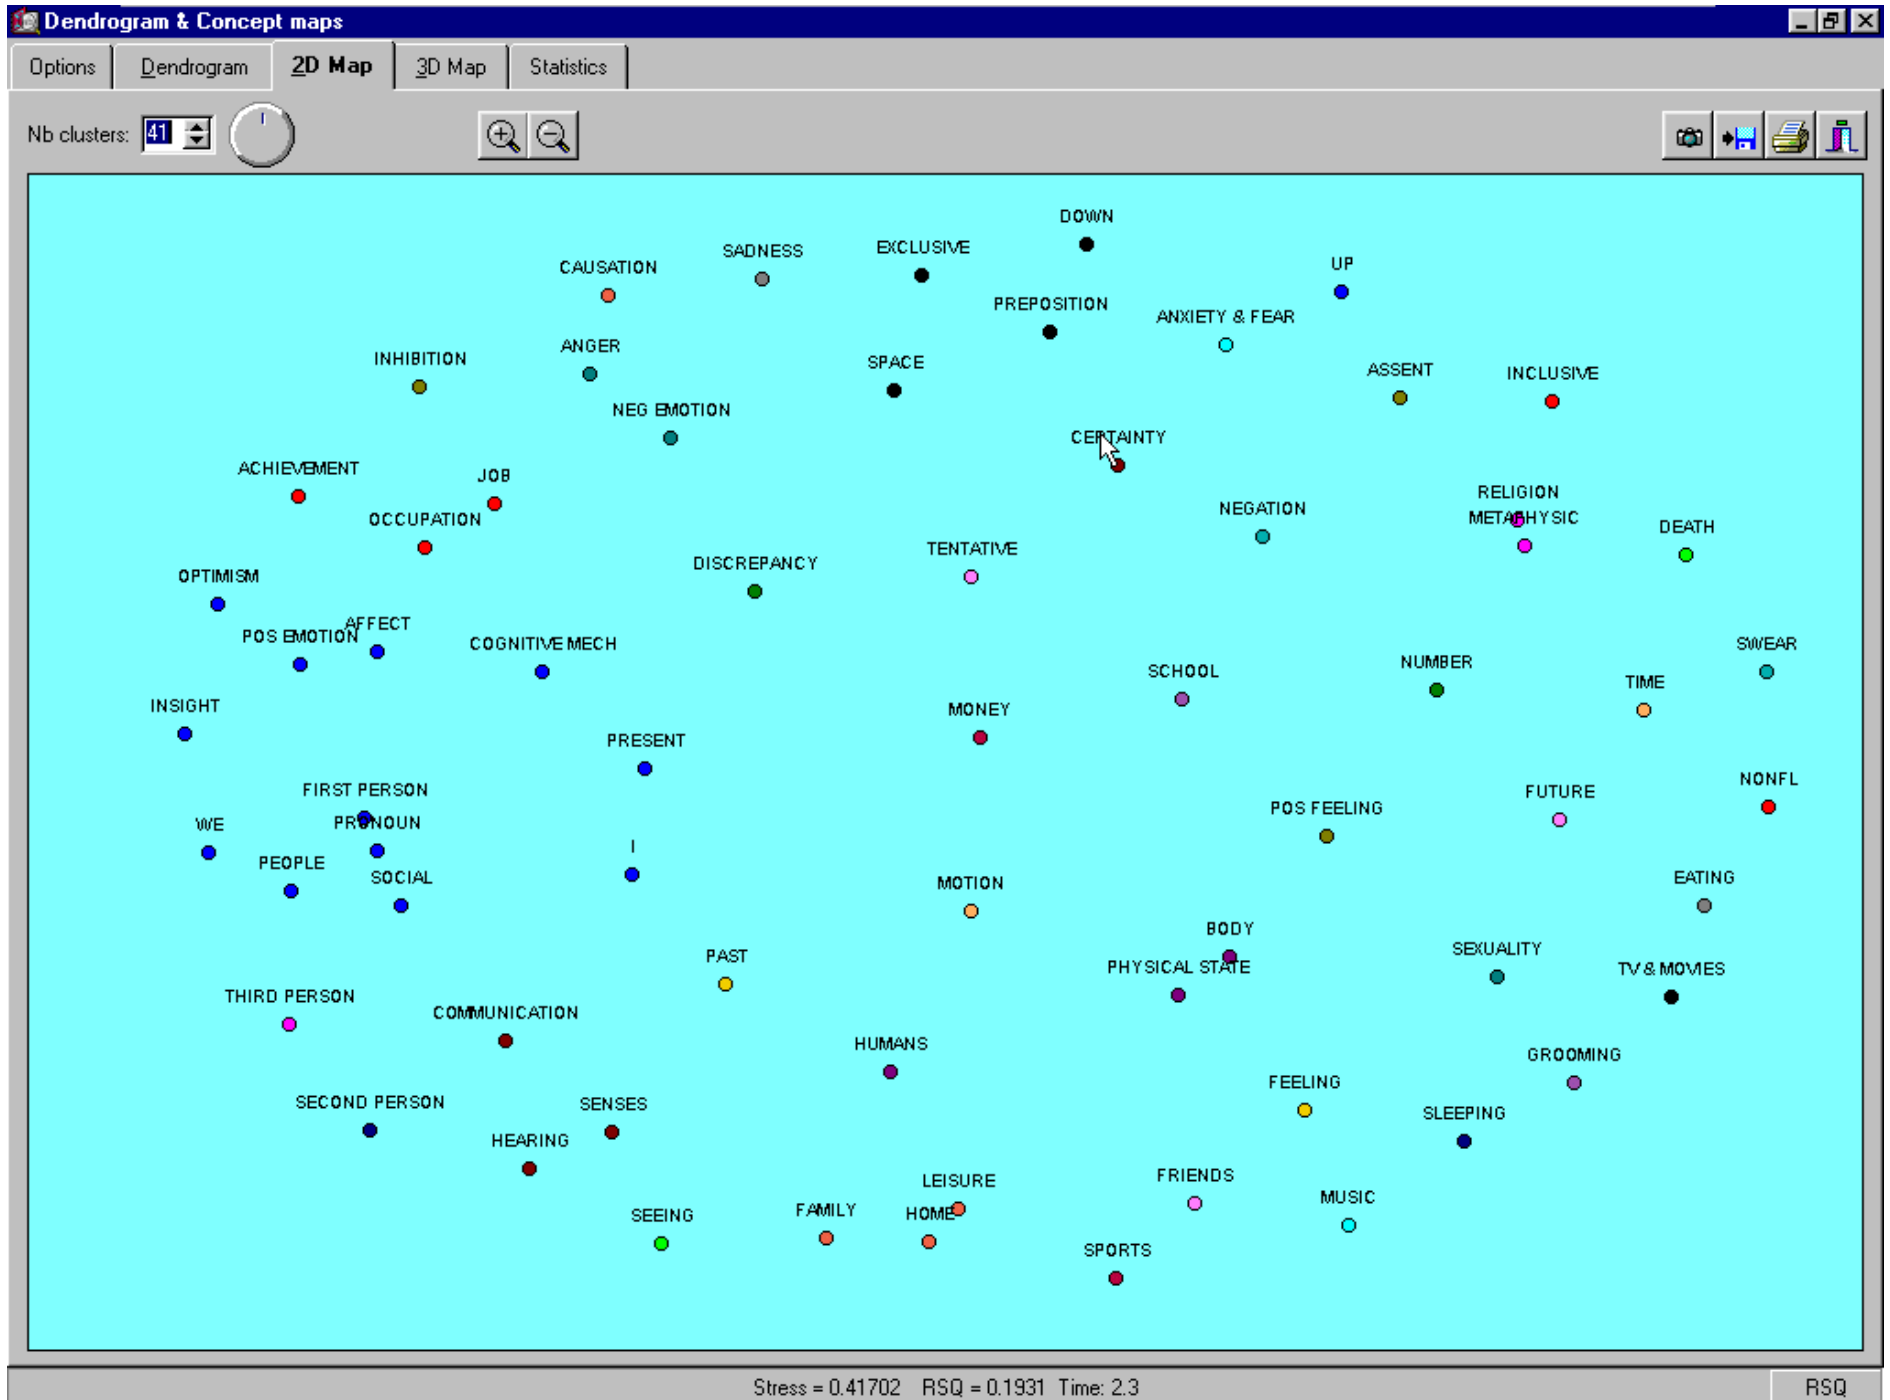 Dendrogram & Concept maps
Options Dendrogram 2D Map 3D Map Statistics
Nb clusters: 41
DOWN
SADNESS
EXCLUSIVE
CAUSATION
UP
PREPOSITION
ANXIETY & FEAR
ANGER
INHIBITION
SPACE
ASSENT
INCLUSIVE
NEG EMOTION
CERTAINTY
ACHIEVEMENT
JOB
RELIGION
NEGATION
OCCUPATION
METAPHYSIC
DEATH
TENTATIVE
DISCREPANCY
OPTIMISM
AFFECT
POS EMOTION
COGNITIVE MECH
SWEAR
NUMBER
SCHOOL
TIME
INSIGHT
MONEY
PRESENT
NONFL
FIRST PERSON
FUTURE
POS FEELING
WE
PRONOUN
I
PEOPLE
SOCIAL
EATING
MOTION
BODY
SEXUALITY
PAST
PHYSICAL STATE
TV & MOVIES
THIRD PERSON
COMMUNICATION
HUMANS
GROOMING
FEELING
SECOND PERSON
SENSES
SLEEPING
HEARING
FRIENDS
LEISURE
MUSIC
FAMILY
HOME
SEEING
SPORTS
Stress = 0.41702 RSQ = 0.1931 Time: 2.3
RSQ